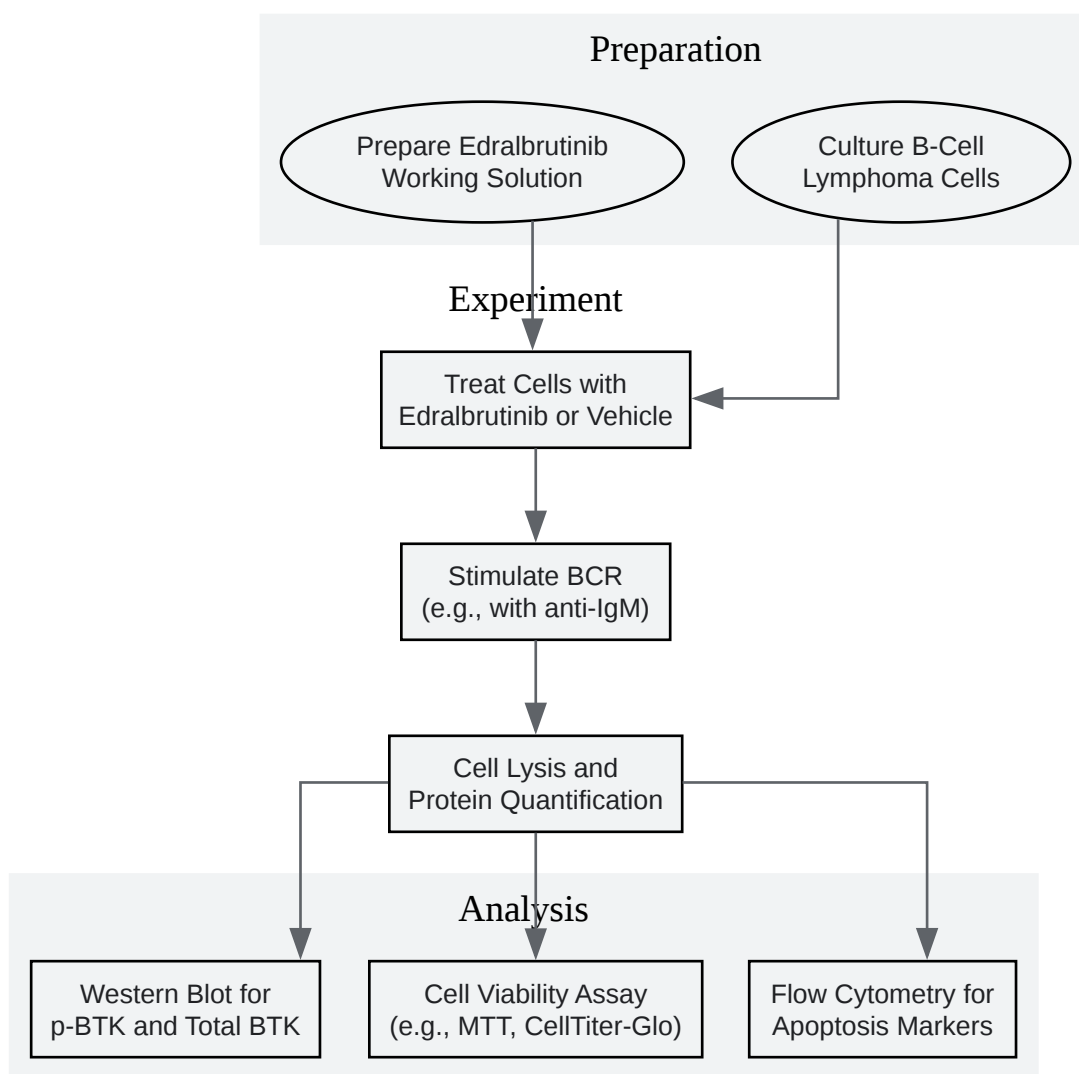 Preparation
Prepare Edralbrutinib
Working Solution
Culture B-Cell
Lymphoma Cells
Experiment
Treat Cells with
Edralbrutinib or Vehicle
Stimulate BCR
(e.g., with anti-IgM)
Cell Lysis and
Protein Quantification
Analysis
Western Blot for
p-BTK and Total BTK
Cell Viability Assay
(e.g., MTT, CellTiter-Glo)
Flow Cytometry for
Apoptosis Markers